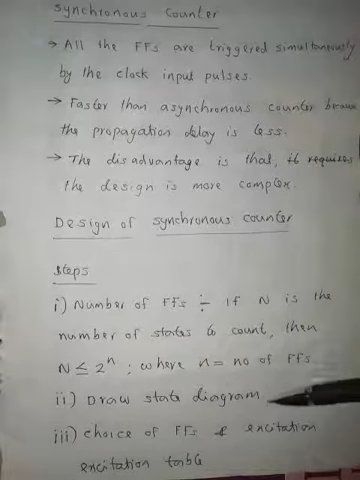 Synchronous Counter
→ All the FFs are triggered simultaneously
by the clock input pulses.
→ Faster than asynchronous counter because
the propagation delay is less.
→ The disadvantage is that, it requires
the design is more complex.
Design of synchronous counter
Steps
i) Number of FFs ÷ If N is the
number of states to count, then
N ≤ 2ⁿ ; where n = no of FFs
ii) Draw state diagram
iii) choice of FFs & excitation
excitation table